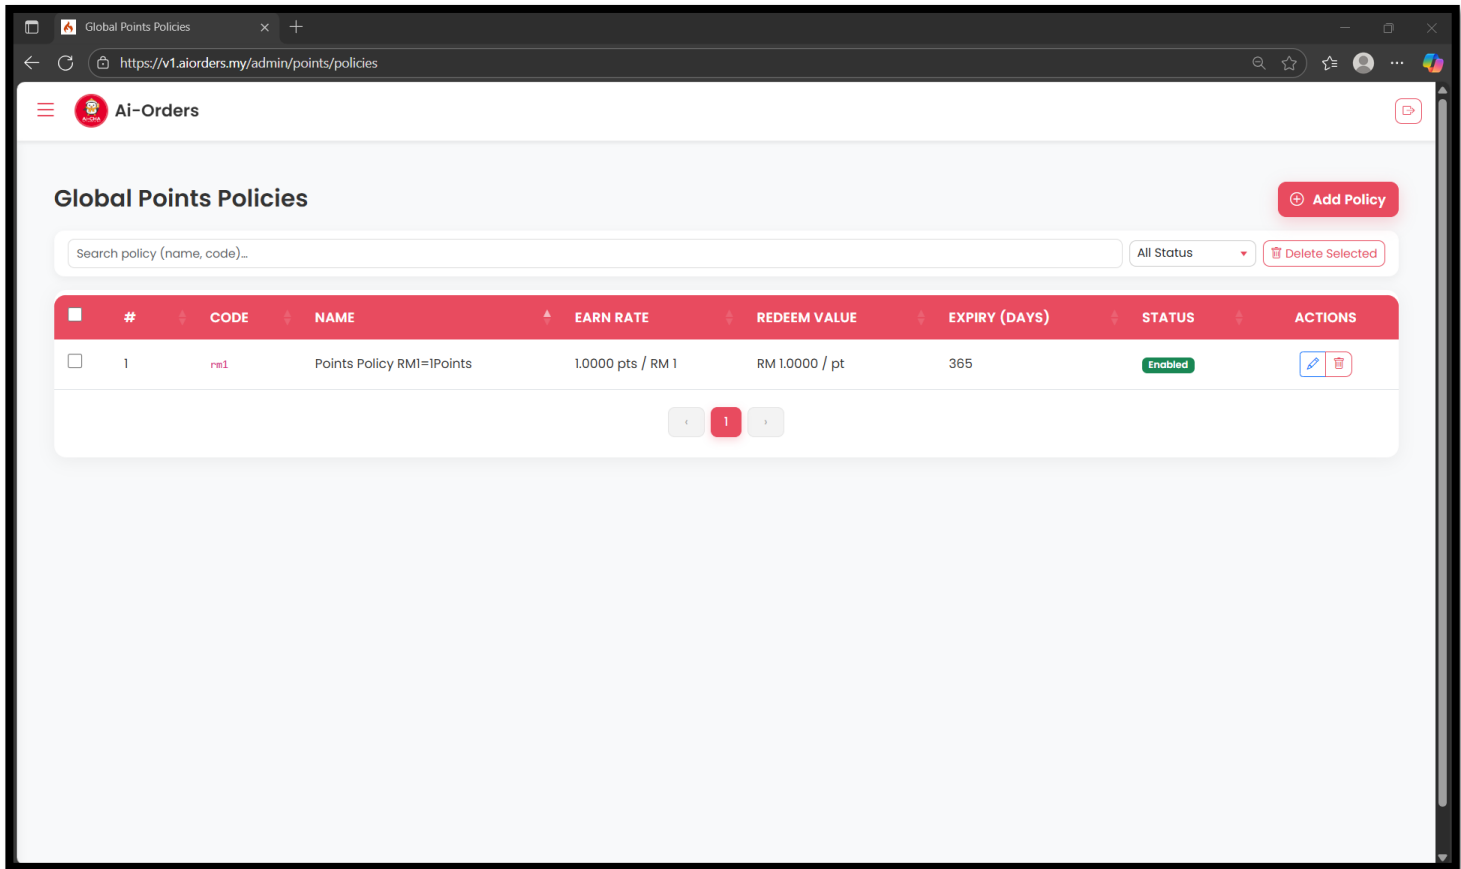 Global Points Policies
https://v1.aiorders.my/admin/points/policies
Ai-CHA
Ai-Orders
Global Points Policies
Add Policy
Search policy (name, code)...
All Status
Delete Selected
# CODE NAME EARN RATE REDEEM VALUE EXPIRY (DAYS) STATUS ACTIONS
1 rm1 Points Policy RM1=1Points 1.0000 pts / RM 1 RM 1.0000 / pt 365 Enabled
‹ 1 ›